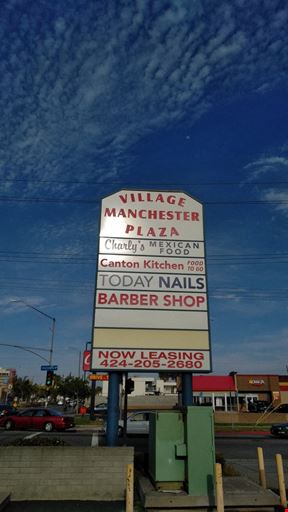 VILLAGE
MANCHESTER
PLAZA
Charly's MEXICAN FOOD
Canton Kitchen FOOD TO GO
TODAY NAILS
BARBER SHOP
NOW LEASING
424-205-2680